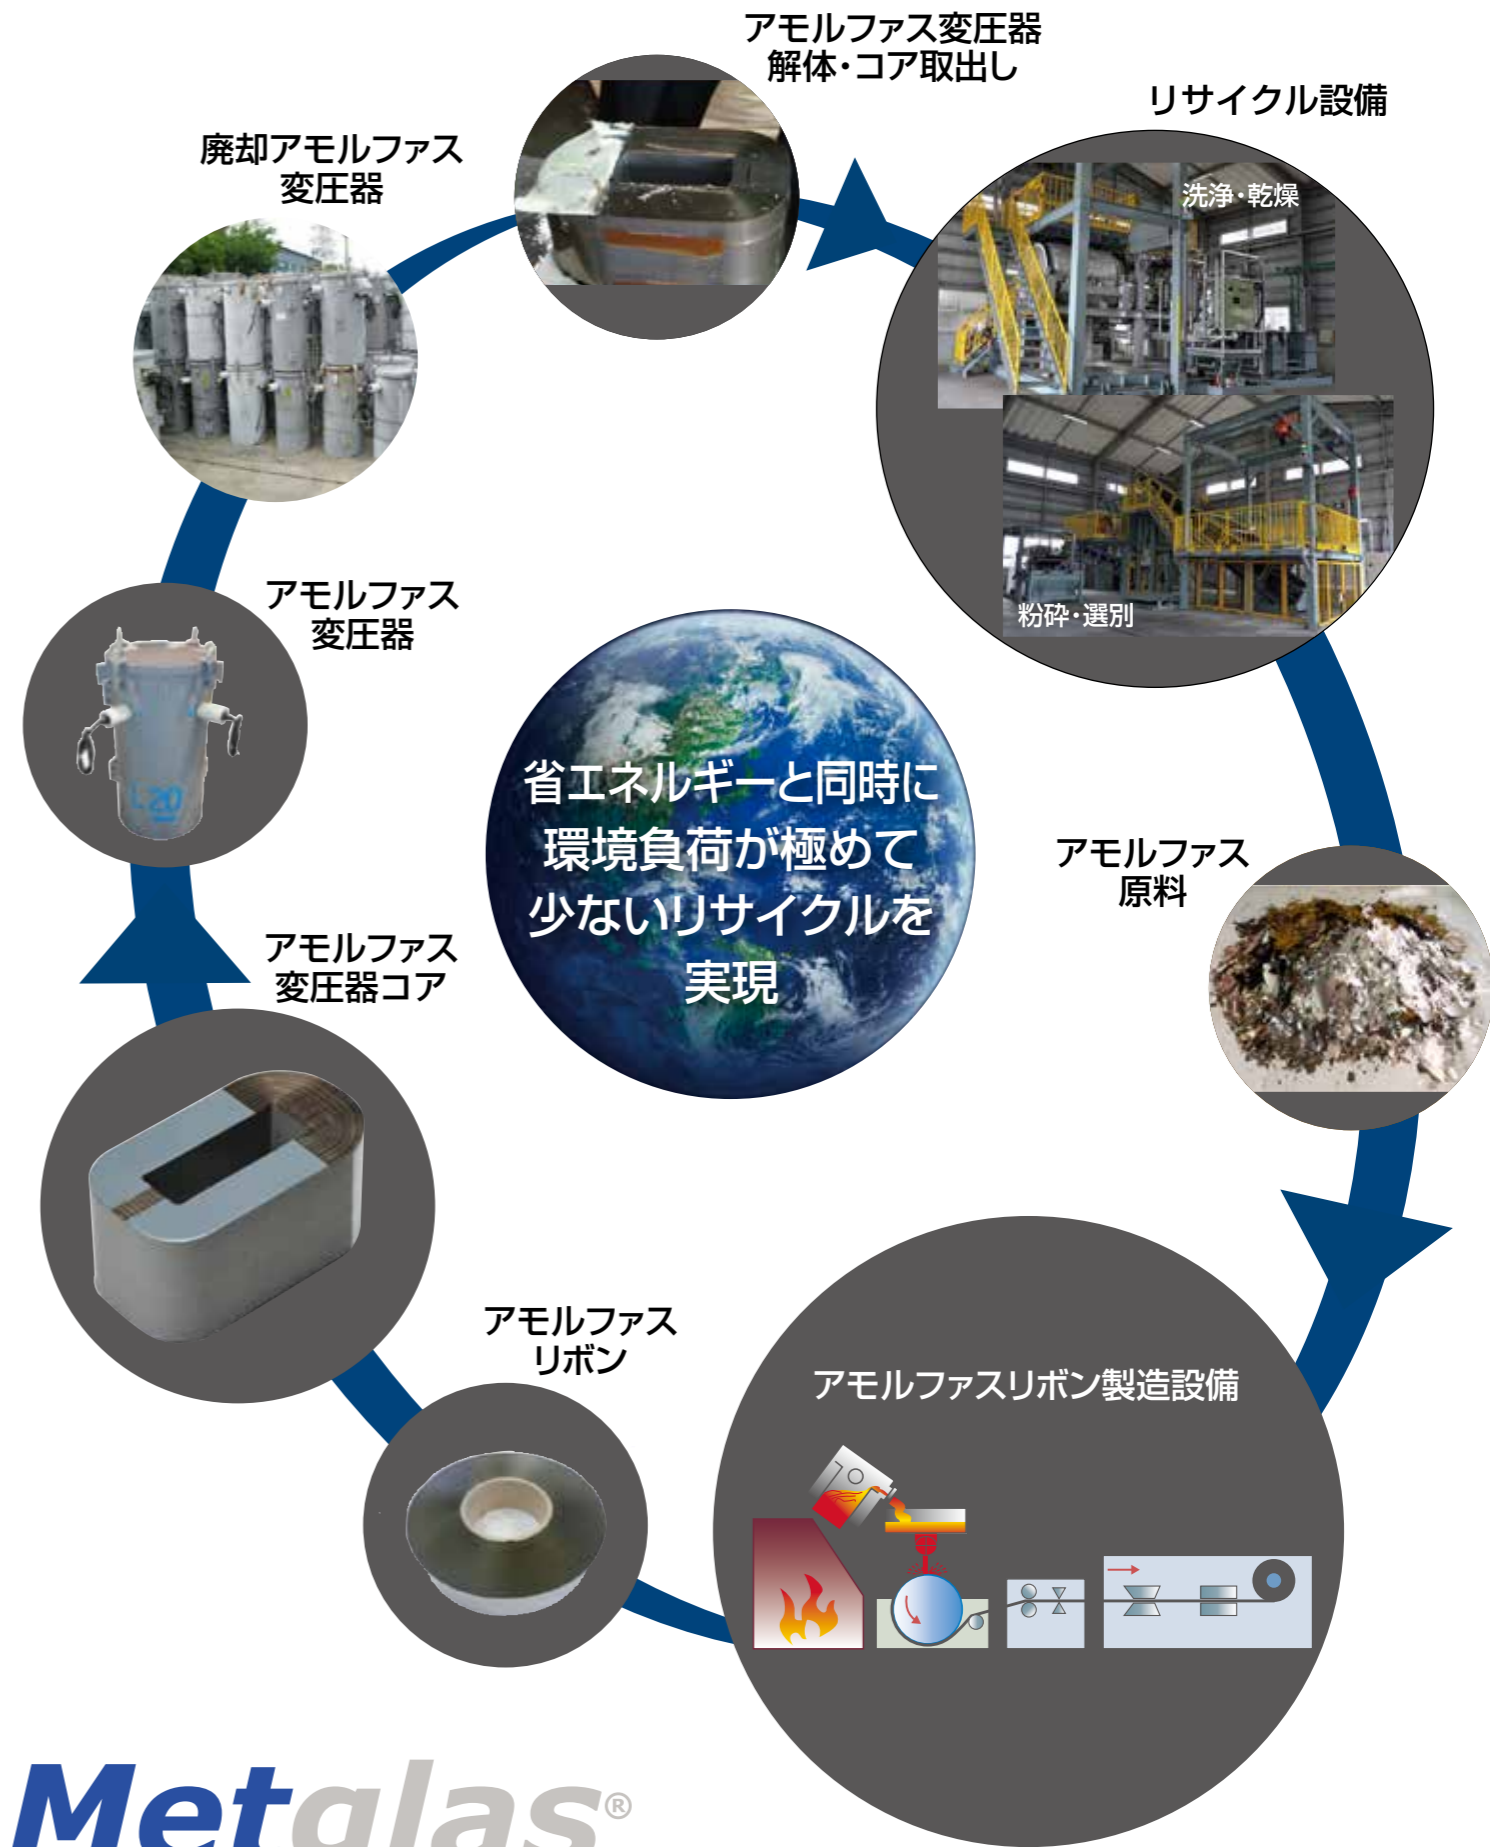 アモルファス変圧器
解体・コア取出し
リサイクル設備
廃却アモルファス
変圧器
洗浄・乾燥
粉砕・選別
アモルファス
変圧器
L20
省エネルギーと同時に
環境負荷が極めて
少ないリサイクルを
実現
アモルファス
原料
アモルファス
変圧器コア
アモルファス
リボン
アモルファスリボン製造設備
Metglas®